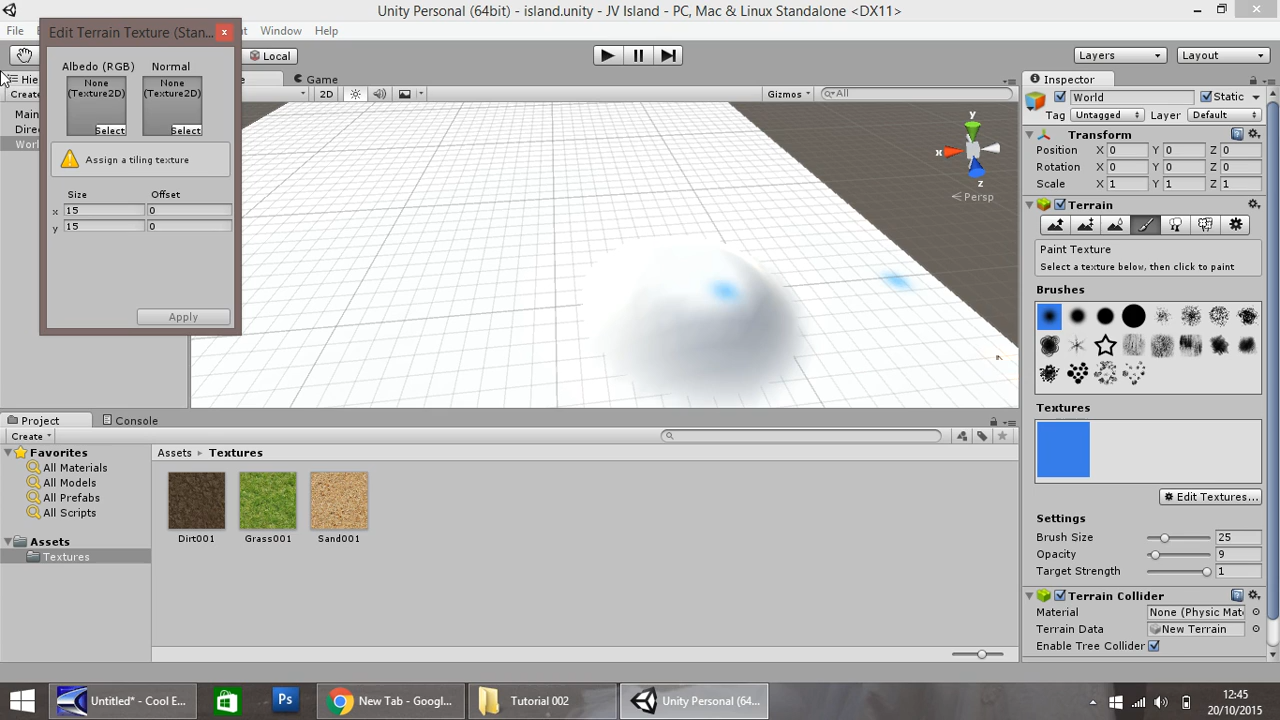 Unity Personal (64bit) - island.unity - JV Island - PC, Mac & Linux Standalone <DX11>
File
Window
Help
Edit Terrain Texture (Stan...
Albedo (RGB)
Normal
None
(Texture2D)
Select
None
(Texture2D)
Select
Assign a tiling texture
Size
Offset
x
15
0
y
15
0
Apply
Local
Layers
Layout
Hie
Create
Main
Dire
Worl
Game
2D
Gizmos
All
y
x
z
Persp
Inspector
World
Static
Tag
Untagged
Layer
Default
Transform
Position X 0 Y 0 Z 0
Rotation X 0 Y 0 Z 0
Scale X 1 Y 1 Z 1
Terrain
Paint Texture
Select a texture below, then click to paint
Brushes
Textures
Edit Textures...
Settings
Brush Size 25
Opacity 9
Target Strength 1
Terrain Collider
Material None (Physic Mate
Terrain Data New Terrain
Enable Tree Collider
Project
Console
Create
Favorites
All Materials
All Models
All Prefabs
All Scripts
Assets
Textures
Assets
Textures
Dirt001
Grass001
Sand001
Untitled* - Cool E...
Ps
New Tab - Googl...
Tutorial 002
Unity Personal (64...
12:45
20/10/2015